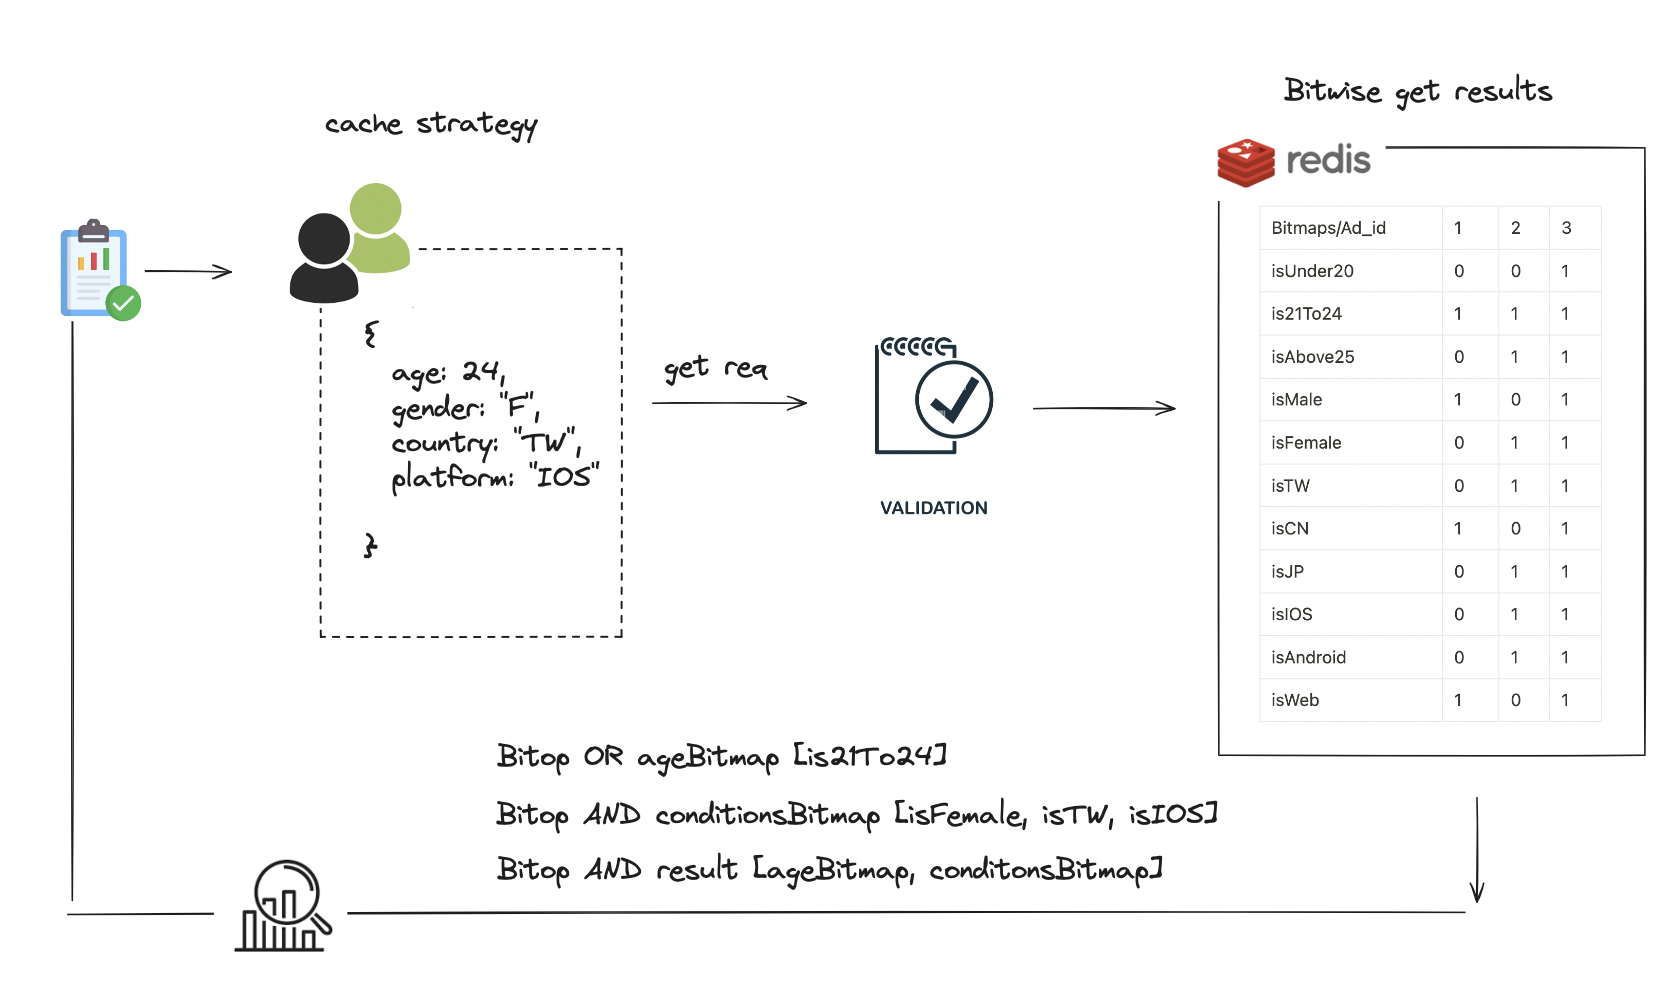 cache strategy
{
age: 24,
gender: "F",
country: "TW",
platform: "IOS"
}
get req
VALIDATION
Bitwise get results
redis
Bitmaps/Ad_id 1 2 3
isUnder20 0 0 1
is21To24 1 1 1
isAbove25 0 1 1
isMale 1 0 1
isFemale 0 1 1
isTW 0 1 1
isCN 1 0 1
isJP 0 1 1
isIOS 0 1 1
isAndroid 0 1 1
isWeb 1 0 1
Bitop OR ageBitmap [is21To24]
Bitop AND conditionsBitmap [isFemale, isTW, isIOS]
Bitop AND result [ageBitmap, conditonsBitmap]